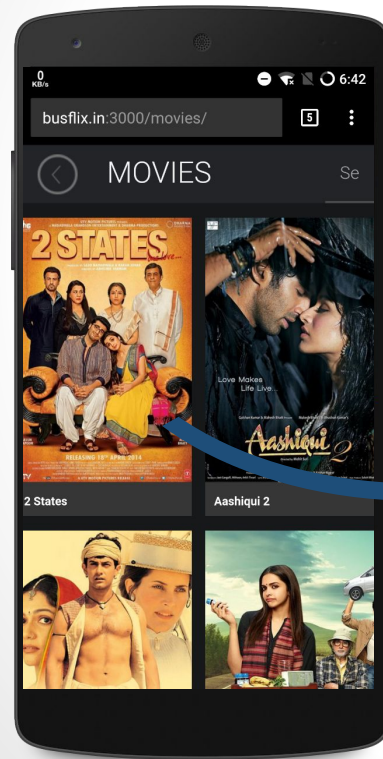 0
KB/s
6:42
busflix.in:3000/movies/
5
MOVIES
Se
2 STATES
RELEASING 18TH APRIL 2014
2 States
Love Makes
Life Live...
Aashiqui 2
Aashiqui 2